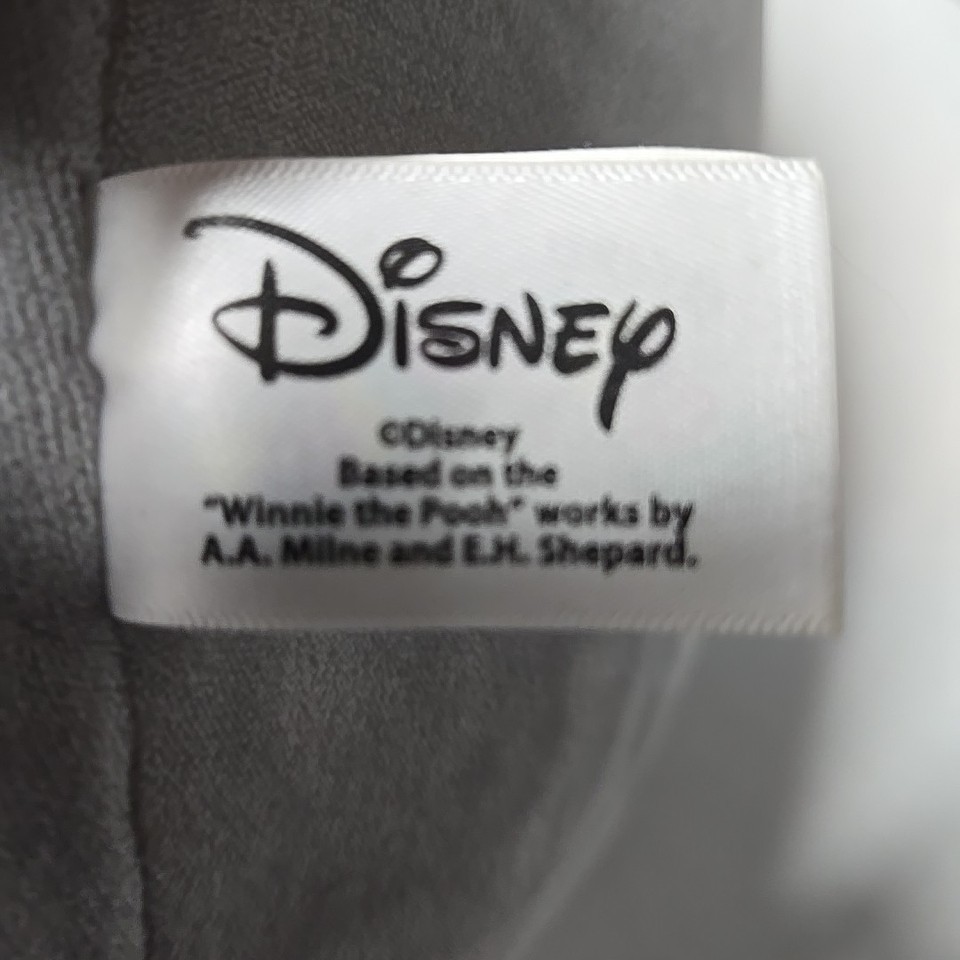 Disney
©Disney
Based on the
"Winnie the Pooh" works by
A.A. Milne and E.H. Shepard.